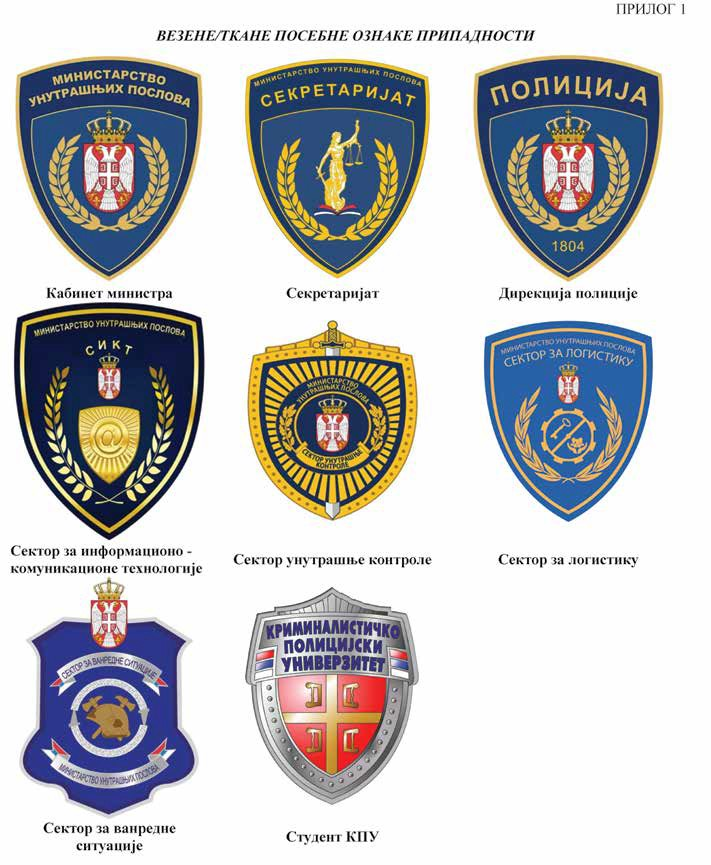 ПРИЛОГ 1
ВЕЗЕНЕ/ТКАНЕ ПОСЕБНЕ ОЗНАКЕ ПРИПАДНОСТИ
МИНИСТАРСТВО
УНУТРАШЊИХ ПОСЛОВА
Кабинет министра
МИНИСТАРСТВО УНУТРАШЊИХ ПОСЛОВА
СЕКРЕТАРИЈАТ
Секретаријат
ПОЛИЦИЈА
1804
Дирекција полиције
МИНИСТАРСТВО УНУТРАШЊИХ ПОСЛОВА
СИКТ
@
Сектор за информационо -
комуникационе технологије
МИНИСТАРСТВО
УНУТРАШЊИХ ПОСЛОВА
СЕКТОР УНУТРАШЊЕ
КОНТРОЛЕ
Сектор унутрашње контроле
МИНИСТАРСТВО УНУТРАШЊИХ ПОСЛОВА
СЕКТОР ЗА ЛОГИСТИКУ
Сектор за логистику
СЕКТОР ЗА ВАНРЕДНЕ СИТУАЦИЈЕ
МИНИСТАРСТВО УНУТРАШЊИХ ПОСЛОВА
Сектор за ванредне
ситуације
КРИМИНАЛИСТИЧКО
ПОЛИЦИЈСКИ
УНИВЕРЗИТЕТ
Студент КПУ